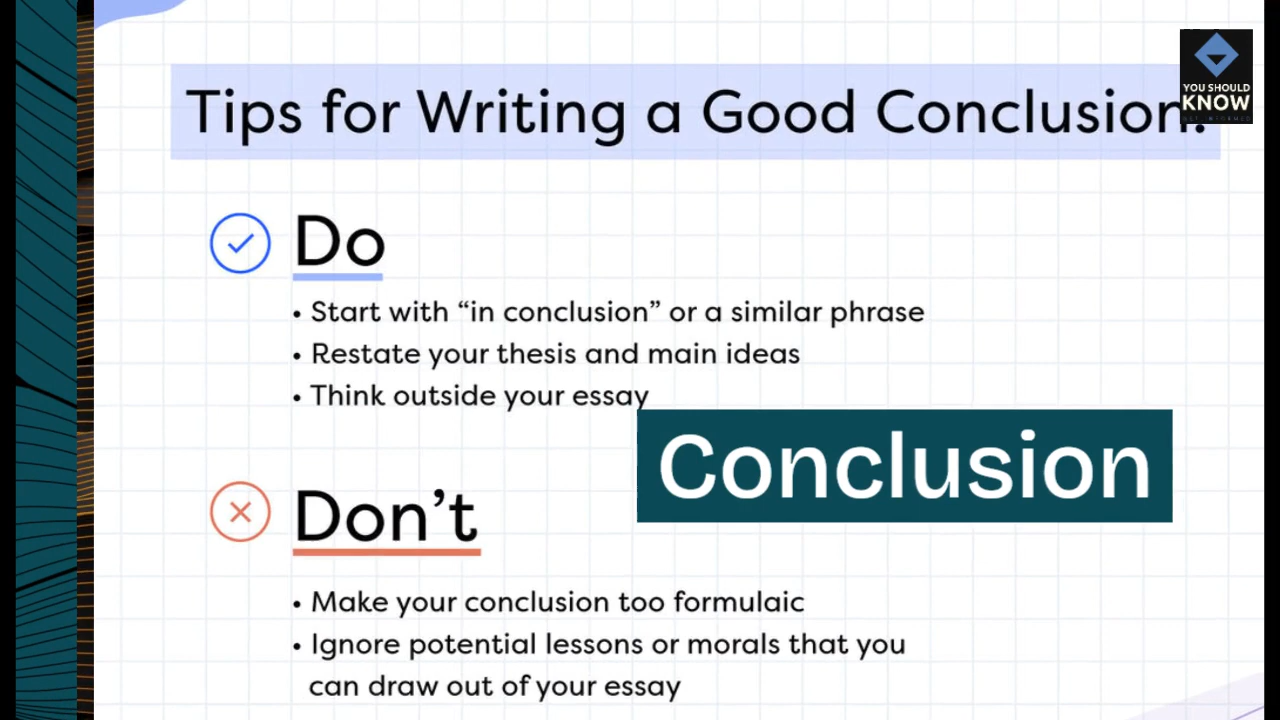 Tips for Writing a Good Conclusion:
YOU SHOULD
KNOW
Do
• Start with “in conclusion” or a similar phrase
• Restate your thesis and main ideas
• Think outside your essay
Conclusion
Don’t
• Make your conclusion too formulaic
• Ignore potential lessons or morals that you
can draw out of your essay